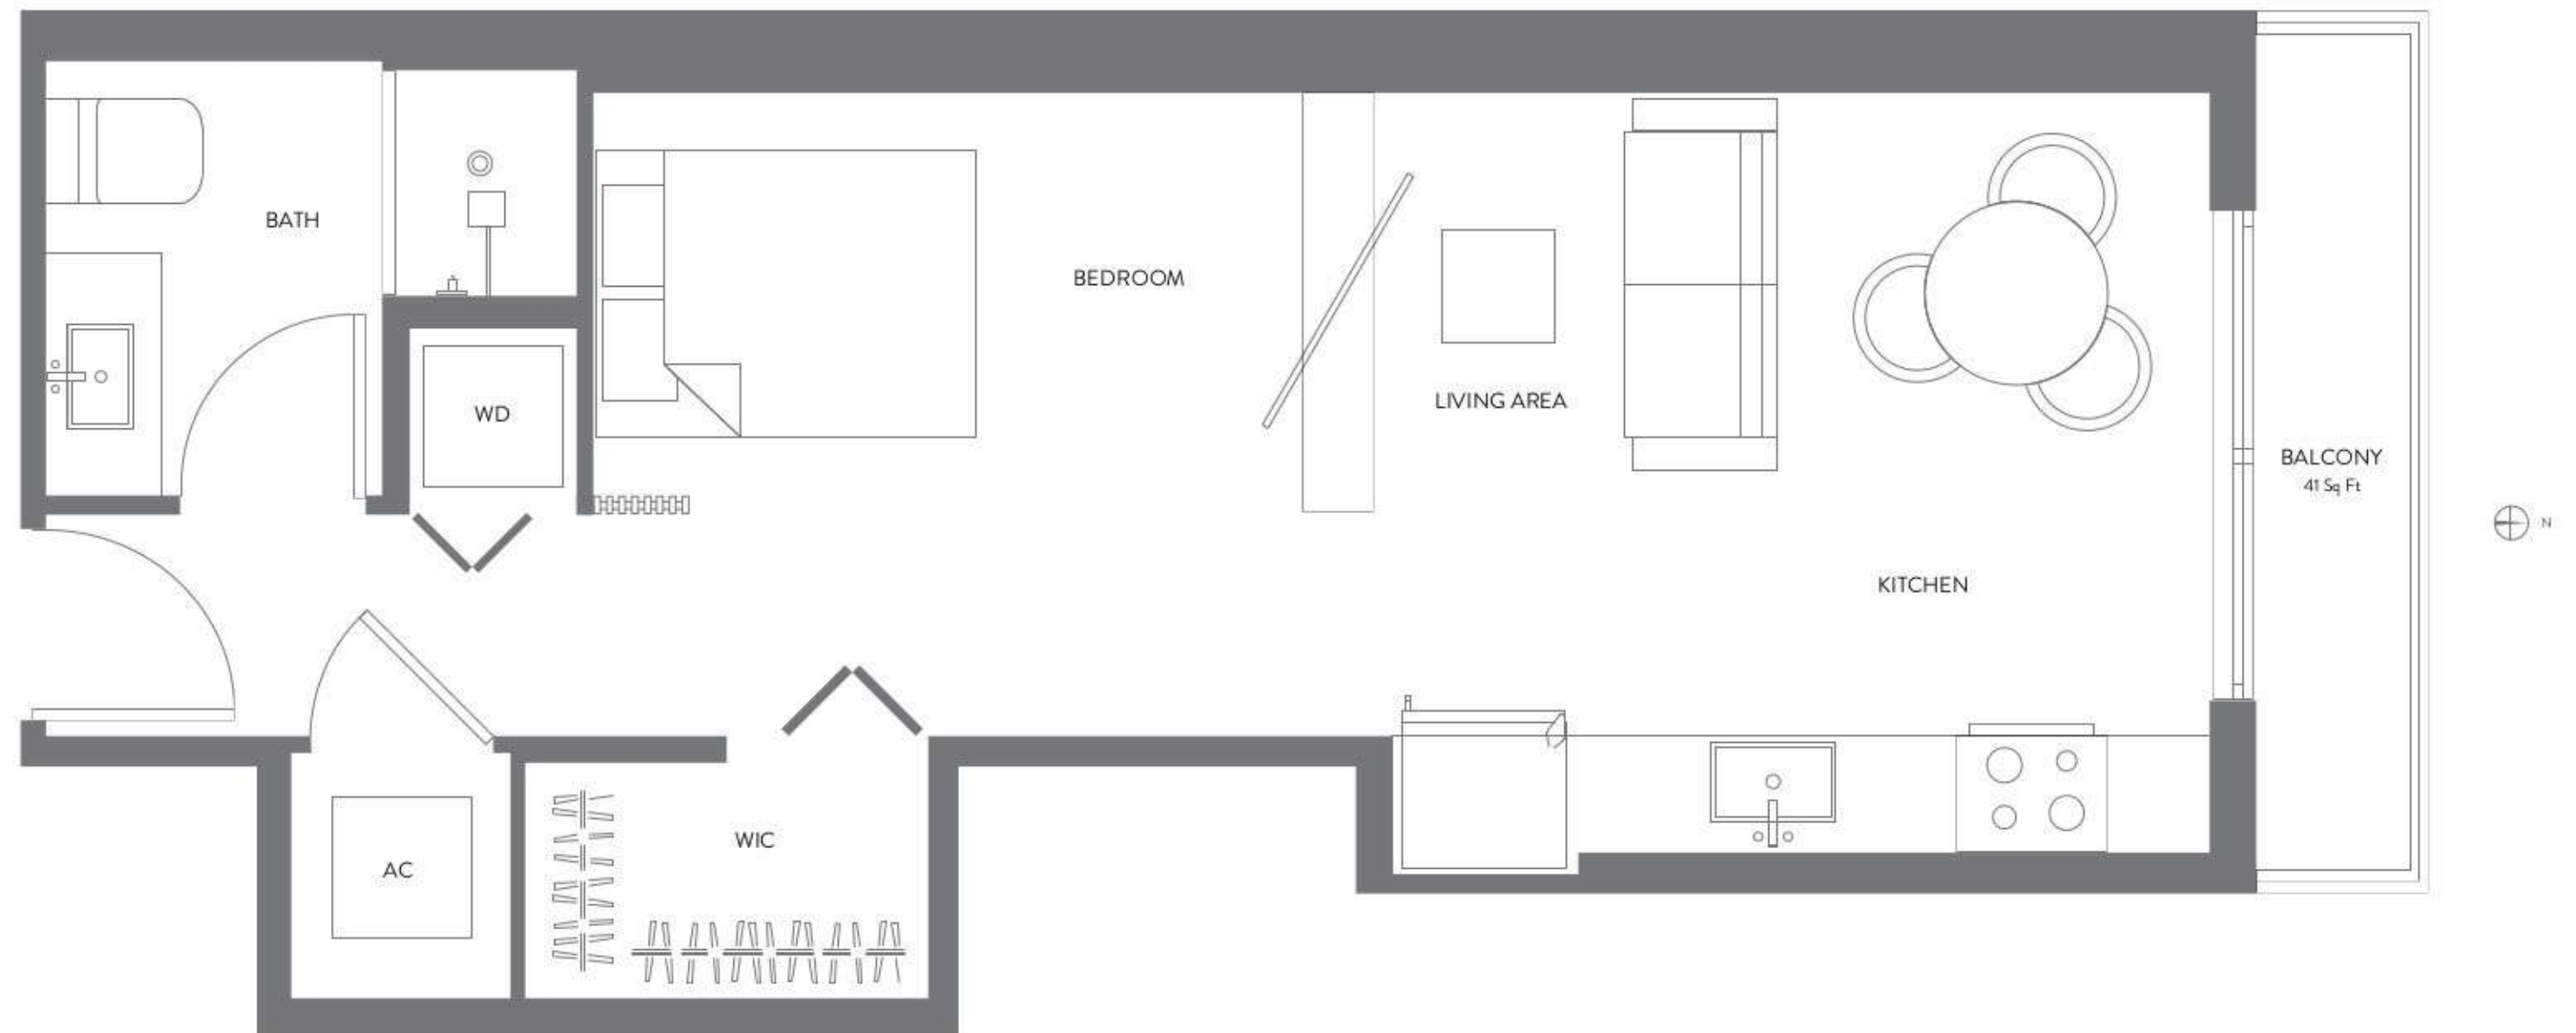 BATH
WD
BEDROOM
LIVING AREA
KITCHEN
BALCONY
41 Sq Ft
N
AC
WIC